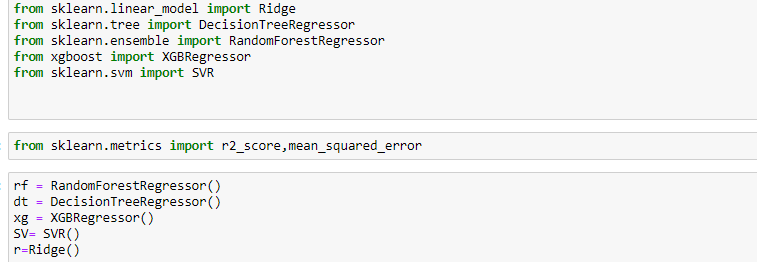 from sklearn.linear_model import Ridge
from sklearn.tree import DecisionTreeRegressor
from sklearn.ensemble import RandomForestRegressor
from xgboost import XGBRegressor
from sklearn.svm import SVR
from sklearn.metrics import r2_score,mean_squared_error
rf = RandomForestRegressor()
dt = DecisionTreeRegressor()
xg = XGBRegressor()
SV= SVR()
r=Ridge()